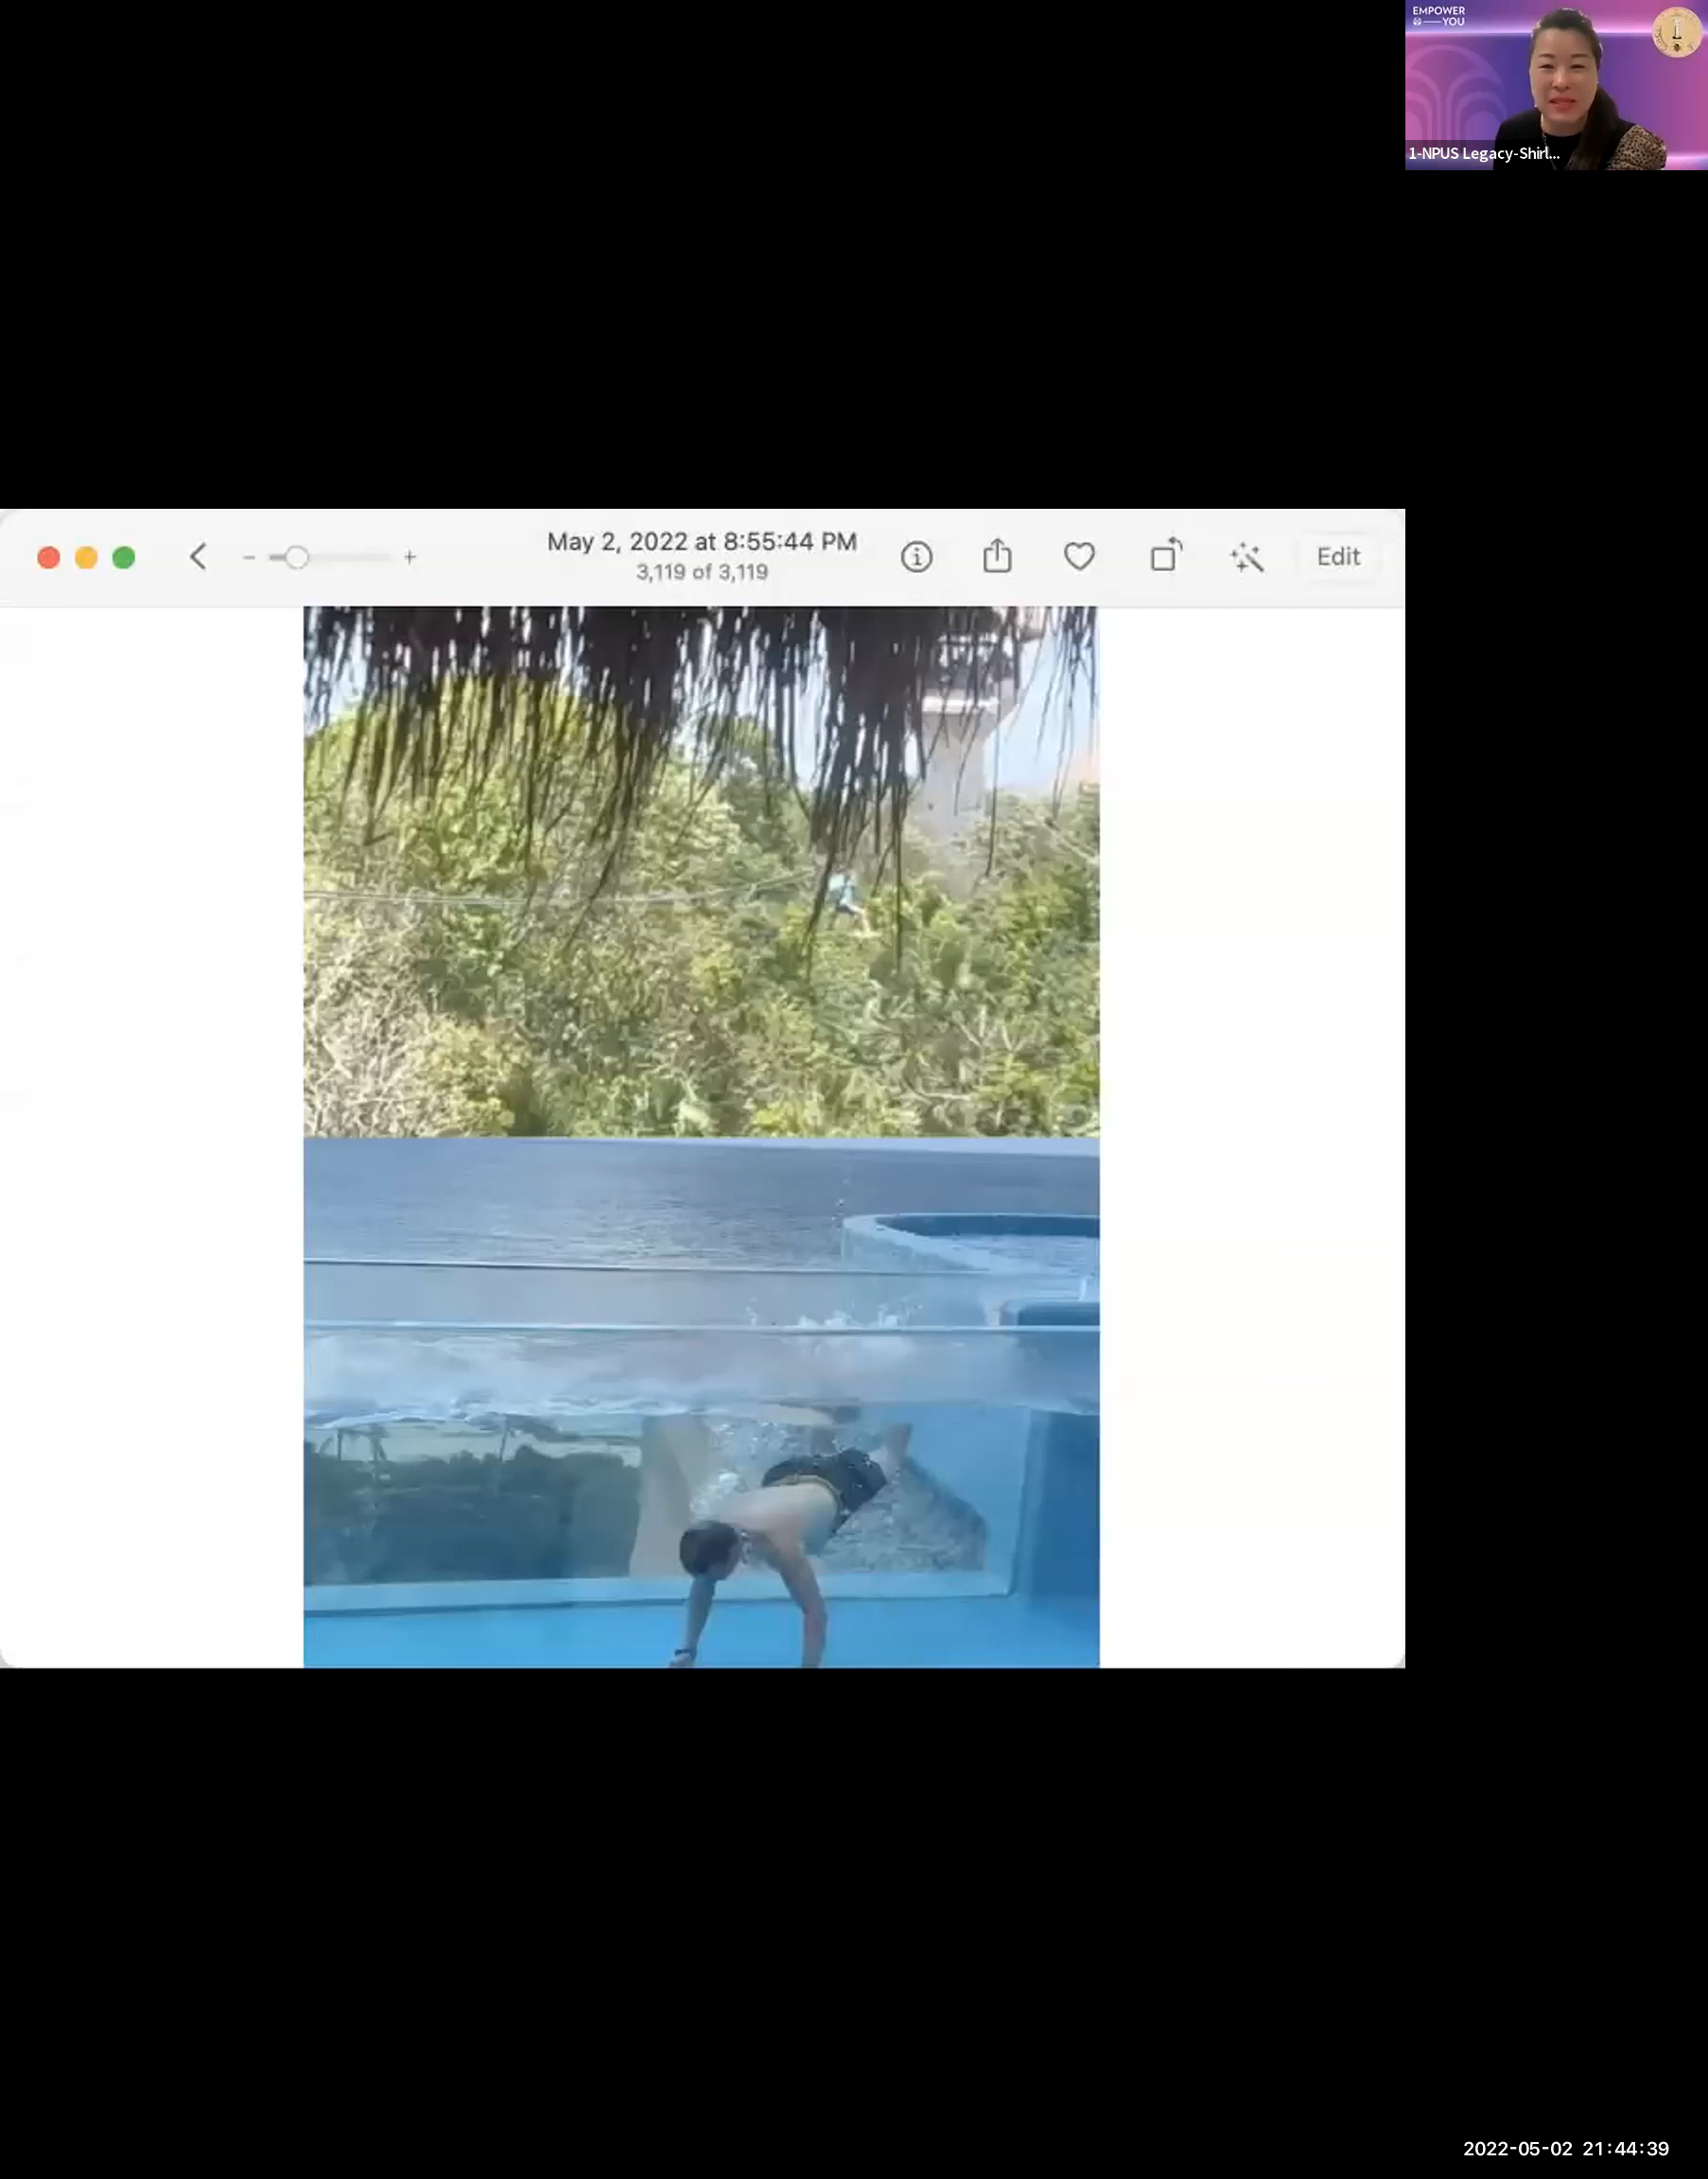 EMPOWER
YOU
1-NPUS Legacy-Shirl...
May 2, 2022 at 8:55:44 PM
3,119 of 3,119
Edit
2022-05-02 21:44:39